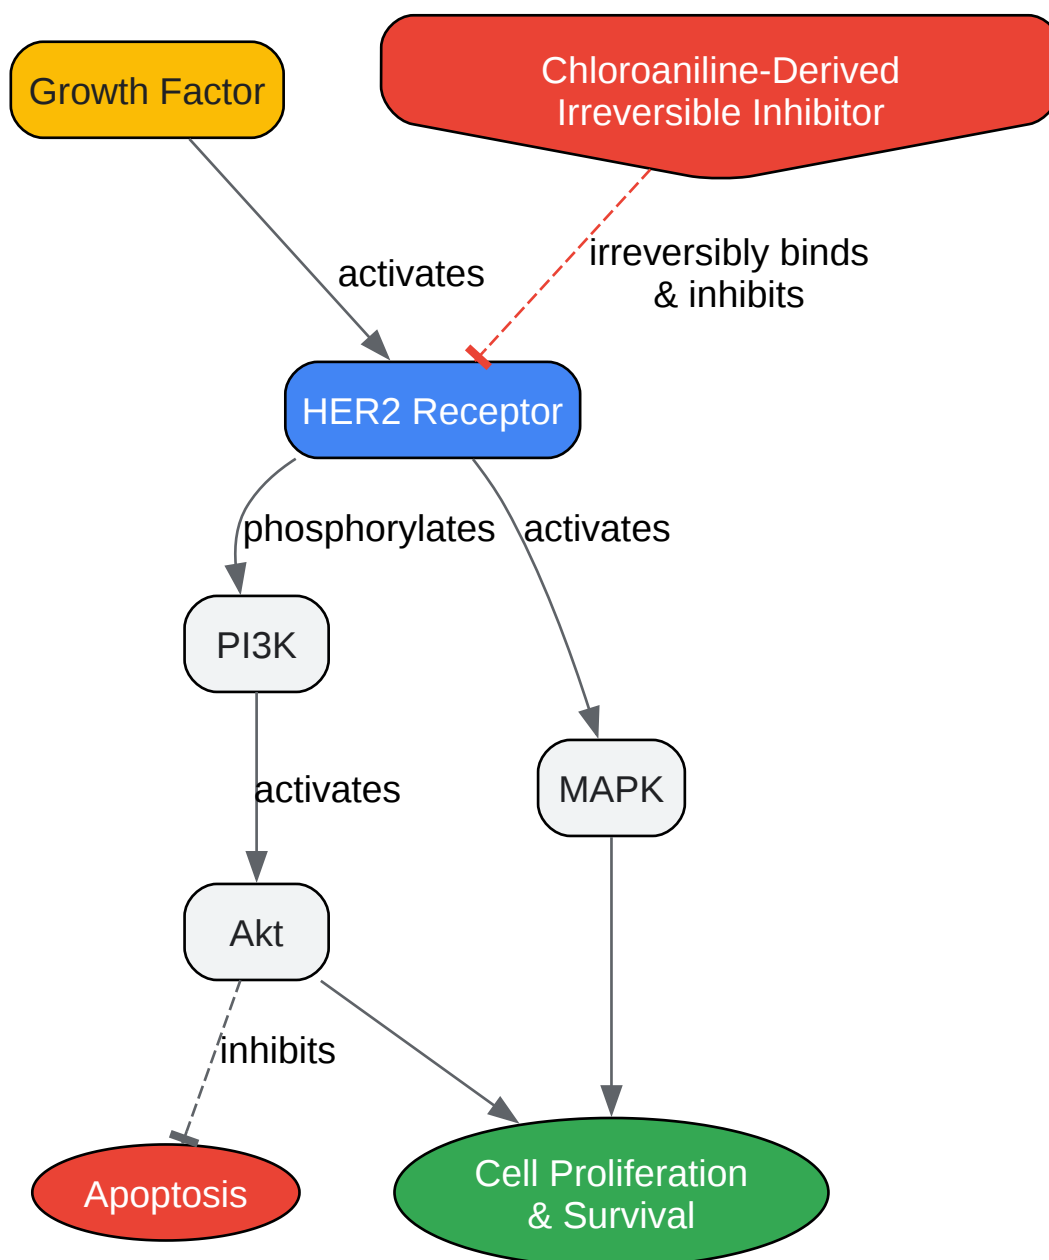 Growth Factor
Chloroaniline-Derived
Irreversible Inhibitor
activates
irreversibly binds
& inhibits
HER2 Receptor
phosphorylates
activates
PI3K
activates
MAPK
Akt
inhibits
Apoptosis
Cell Proliferation
& Survival